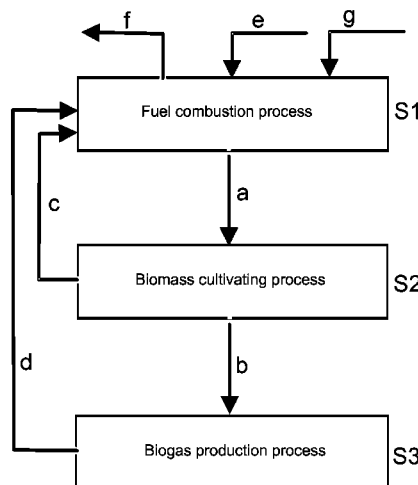 f
e
g
Fuel combustion process
S1
a
c
Biomass cultivating process
S2
d
b
Biogas production process
S3